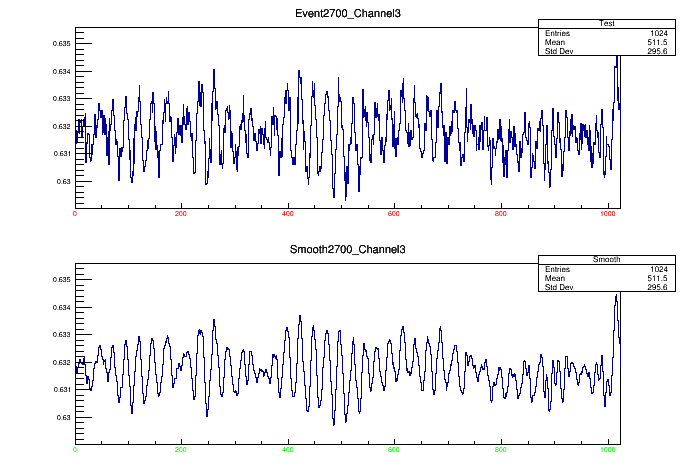 Event2700_Channel3
Test
Entries 1024
Mean 511.5
Std Dev 295.6
0.635
0.634
0.633
0.632
0.631
0.63
0 200 400 600 800 1000
Smooth2700_Channel3
Smooth
Entries 1024
Mean 511.5
Std Dev 295.6
0.635
0.634
0.633
0.632
0.631
0.63
0 200 400 600 800 1000